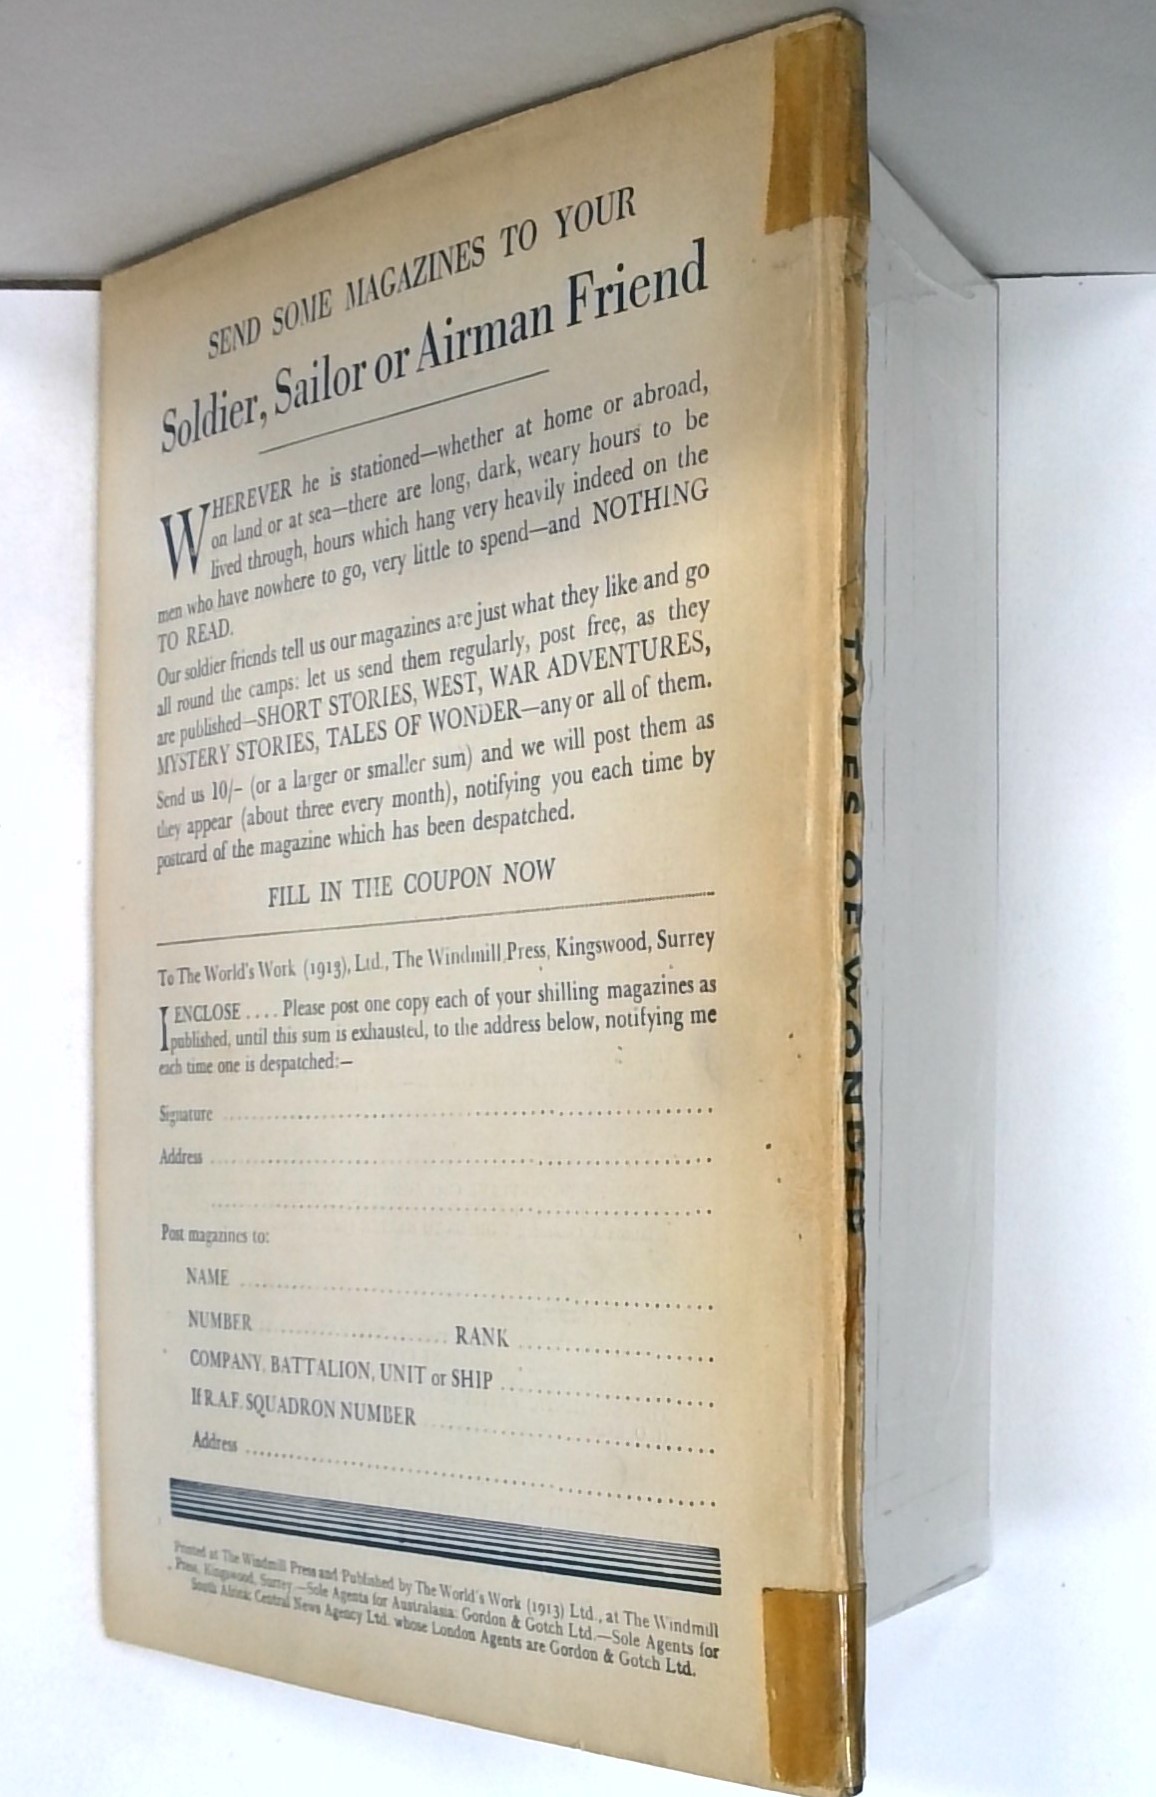 SEND SOME MAGAZINES TO YOUR
Soldier, Sailor or Airman Friend
WHEREVER he is stationed—whether at home or abroad,
on land or at sea—there are long, dark, weary hours to be
lived through, hours which hang very heavily indeed on the
men who have nowhere to go, very little to spend—and NOTHING
TO READ.
Our soldier friends tell us our magazines are just what they like and go
all round the camps: let us send them regularly, post free, as they
are published—SHORT STORIES, WEST, WAR ADVENTURES,
MYSTERY STORIES, TALES OF WONDER—any or all of them.
Send us 10/- (or a larger or smaller sum) and we will post them as
they appear (about three every month), notifying you each time by
postcard of the magazine which has been despatched.
FILL IN THE COUPON NOW
To The World's Work (1913), Ltd., The Windmill Press, Kingswood, Surrey
I ENCLOSE .... Please post one copy each of your shilling magazines as
published, until this sum is exhausted, to the address below, notifying me
each time one is despatched:—
Signature
Address
Post magazines to:
NAME
NUMBER RANK
COMPANY, BATTALION, UNIT or SHIP
If R.A.F. SQUADRON NUMBER
Address
Printed at The Windmill Press and Published by The World's Work (1913) Ltd., at The Windmill
Press, Kingswood, Surrey.—Sole Agents for Australasia: Gordon & Gotch Ltd.—Sole Agents for
South Africa: Central News Agency Ltd. whose London Agents are Gordon & Gotch Ltd.
TALES OF WONDER